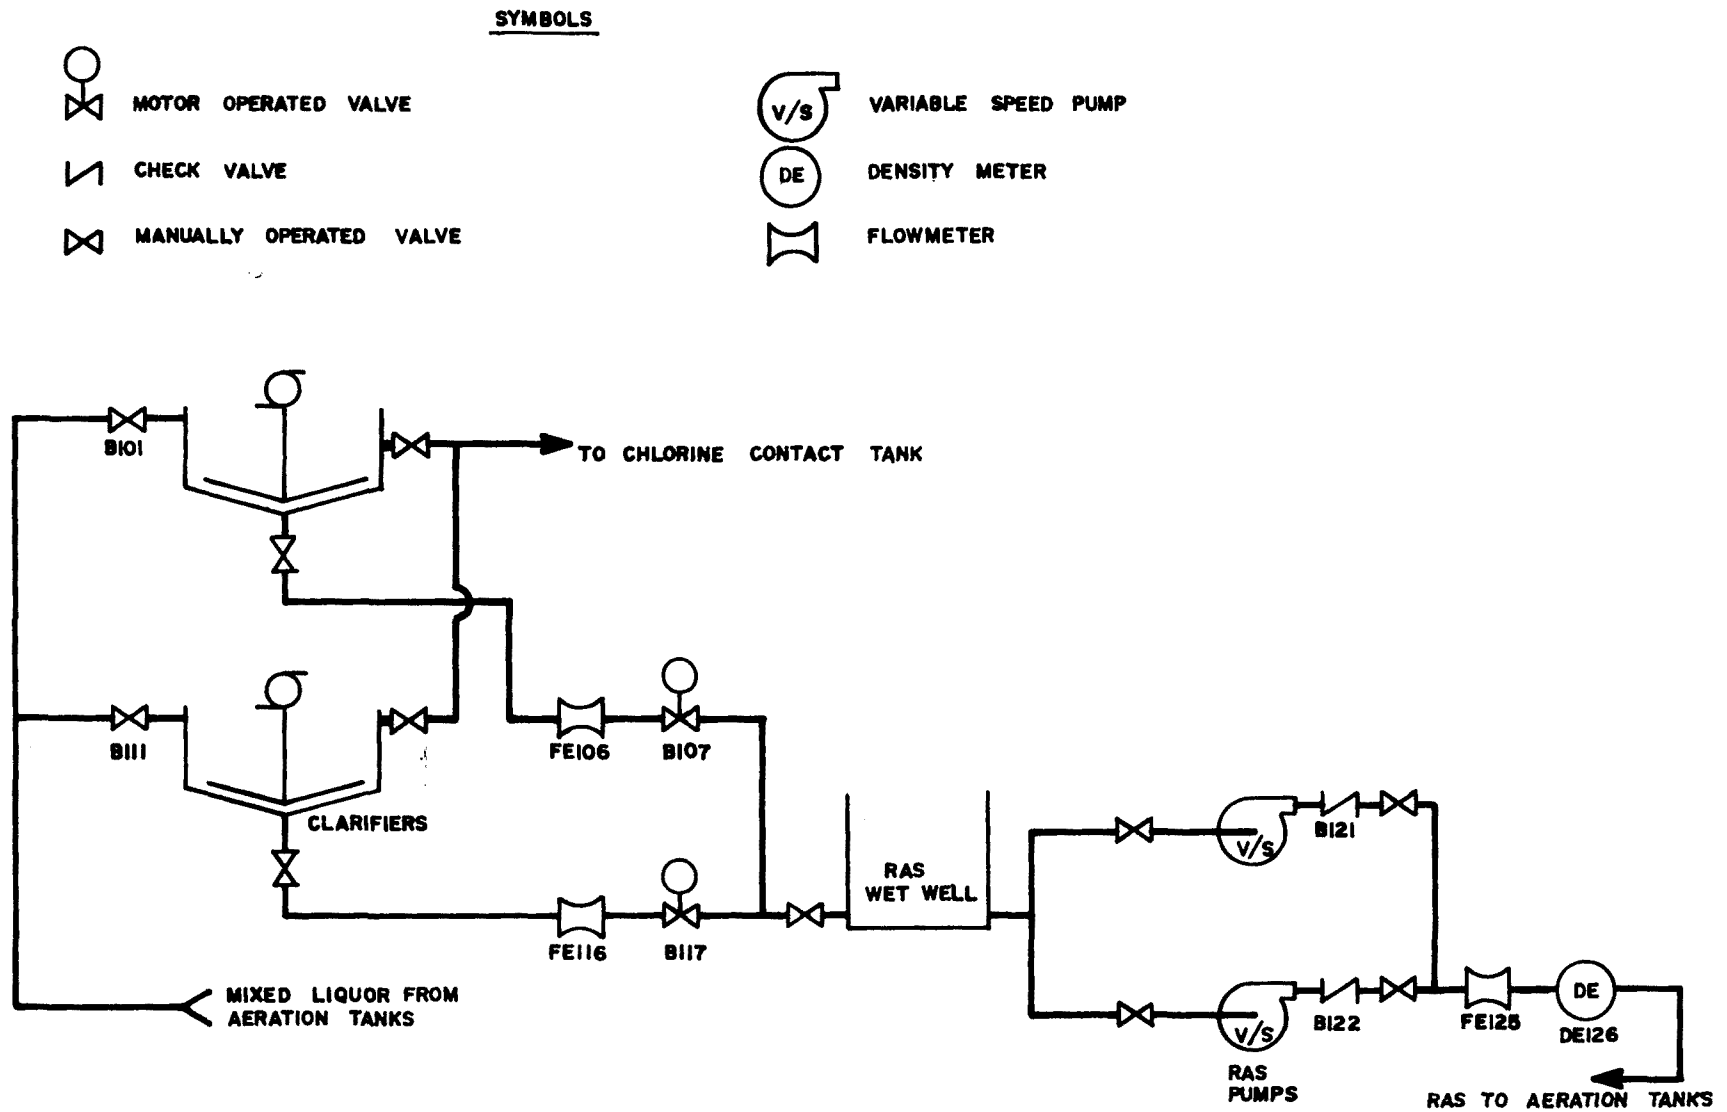 SYMBOLS
MOTOR OPERATED VALVE
V/S
VARIABLE SPEED PUMP
CHECK VALVE
DE
DENSITY METER
MANUALLY OPERATED VALVE
FLOWMETER
B101
TO CHLORINE CONTACT TANK
B111
FE106
B107
CLARIFIERS
V/S
B121
RAS
WET WELL
FE116
B117
MIXED LIQUOR FROM
AERATION TANKS
V/S
B122
FE125
DE
DE126
RAS
PUMPS
RAS TO AERATION TANKS